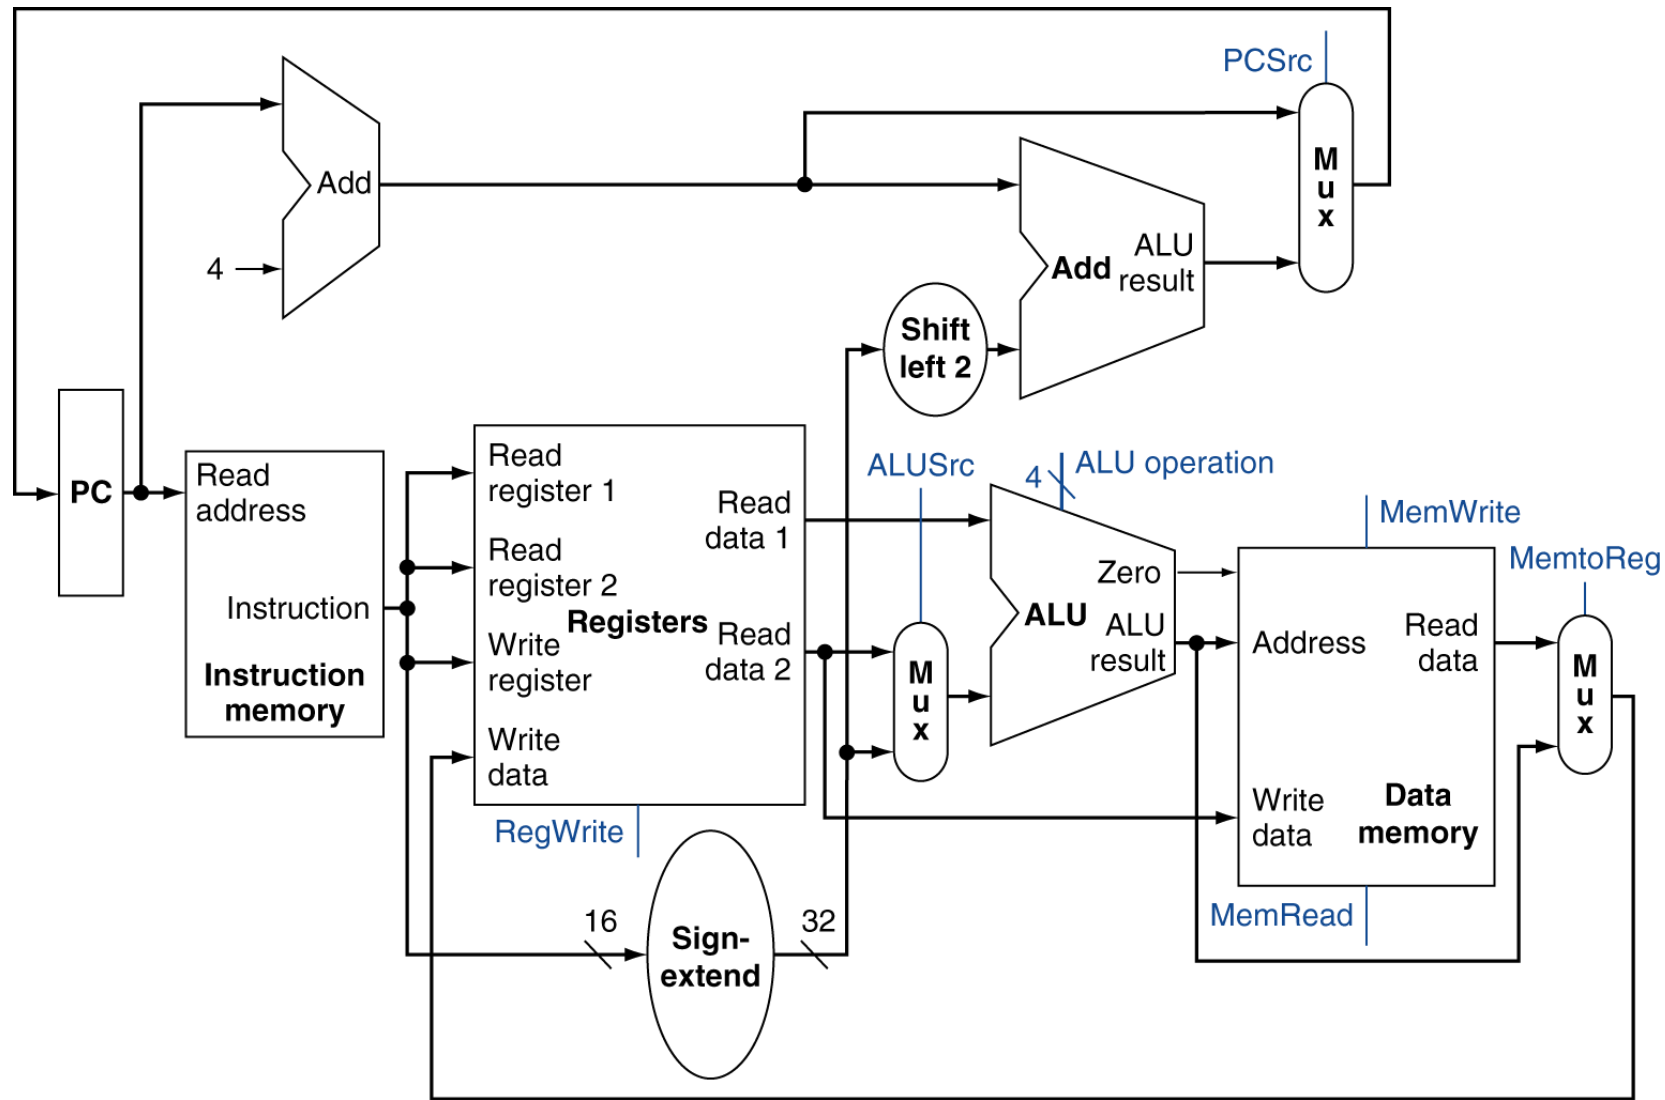 PCSrc
M
u
x
Add
4
Add
ALU
result
Shift
left 2
PC
Read
address
Instruction
Instruction
memory
Read
register 1
Read
register 2
Write
register
Write
data
Registers
Read
data 1
Read
data 2
RegWrite
16
Sign-
extend
32
ALUSrc
M
u
x
4
ALU operation
Zero
ALU
ALU
result
MemWrite
Address
Read
data
Write
data
Data
memory
MemRead
MemtoReg
M
u
x